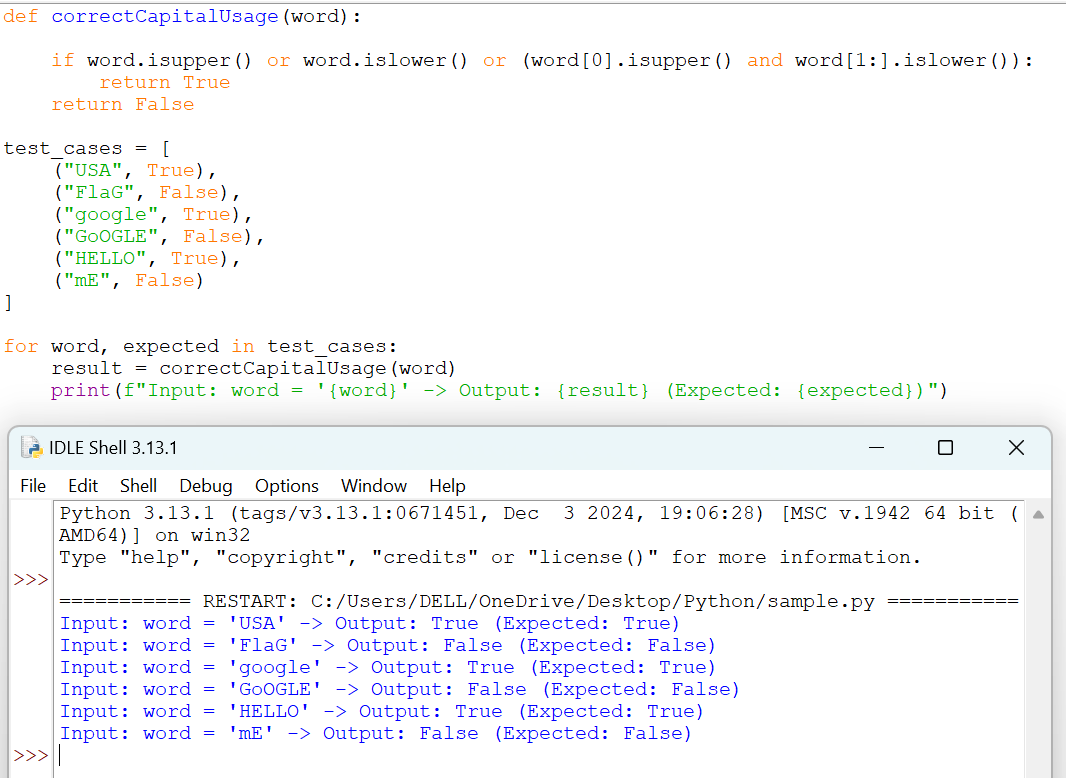 def correctCapitalUsage(word):
    if word.isupper() or word.islower() or (word[0].isupper() and word[1:].islower()):
        return True
    return False
test_cases = [
    ("USA", True),
    ("FlaG", False),
    ("google", True),
    ("GoOGLE", False),
    ("HELLO", True),
    ("mE", False)
]
for word, expected in test_cases:
    result = correctCapitalUsage(word)
    print(f"Input: word = '{word}' -> Output: {result} (Expected: {expected})")
IDLE Shell 3.13.1
File Edit Shell Debug Options Window Help
Python 3.13.1 (tags/v3.13.1:0671451, Dec  3 2024, 19:06:28) [MSC v.1942 64 bit (
AMD64)] on win32
Type "help", "copyright", "credits" or "license()" for more information.
>>>
=========== RESTART: C:/Users/DELL/OneDrive/Desktop/Python/sample.py ===========
Input: word = 'USA' -> Output: True (Expected: True)
Input: word = 'FlaG' -> Output: False (Expected: False)
Input: word = 'google' -> Output: True (Expected: True)
Input: word = 'GoOGLE' -> Output: False (Expected: False)
Input: word = 'HELLO' -> Output: True (Expected: True)
Input: word = 'mE' -> Output: False (Expected: False)
>>>